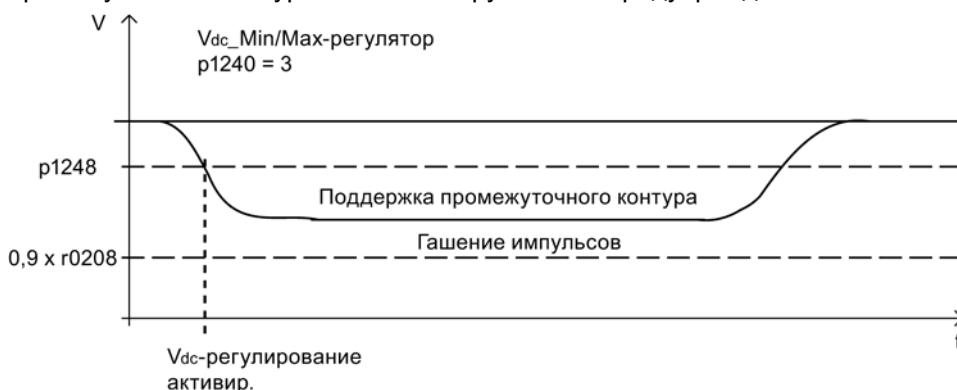 V
Vdc_Min/Max-регулятор
p1240 = 3
p1248
Поддержка промежуточного контура
Гашение импульсов
0,9 x r0208
t
Vdc-регулирование
активир.